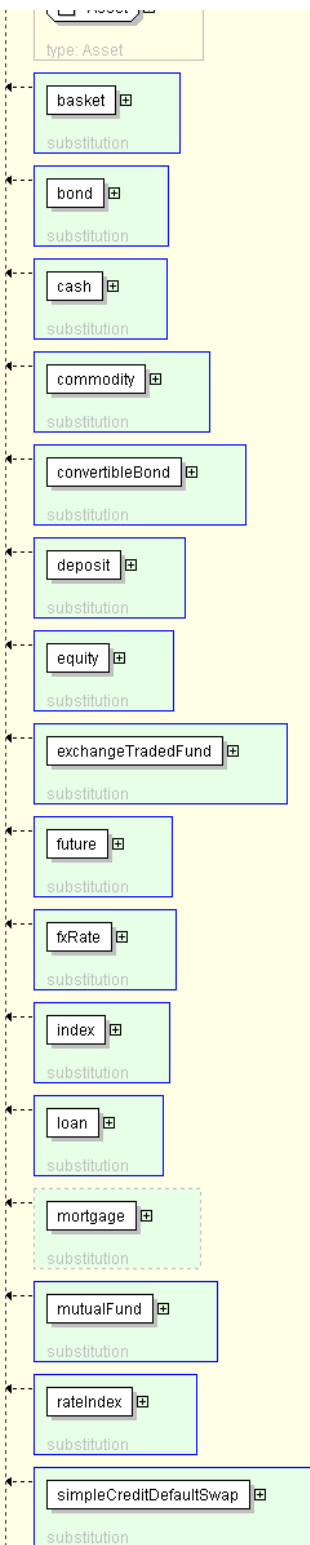 Asset
type: Asset
basket
substitution
bond
substitution
cash
substitution
commodity
substitution
convertibleBond
substitution
deposit
substitution
equity
substitution
exchangeTradedFund
substitution
future
substitution
fxRate
substitution
index
substitution
loan
substitution
mortgage
substitution
mutualFund
substitution
rateIndex
substitution
simpleCreditDefaultSwap
substitution